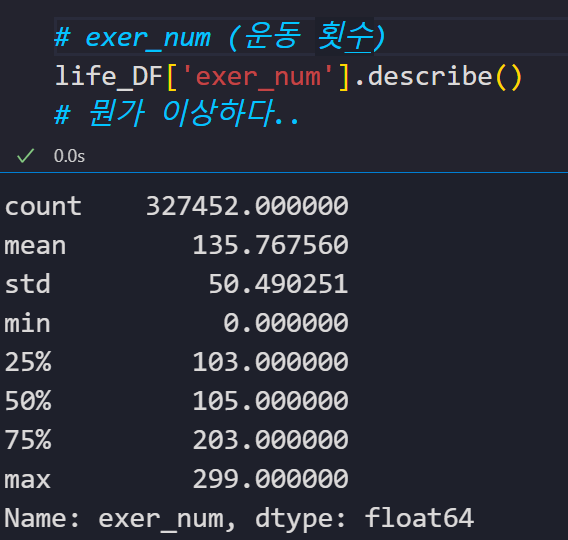 # exer_num (운동 횟수)
life_DF['exer_num'].describe()
# 뭔가 이상하다..
0.0s
count 327452.000000
mean 135.767560
std 50.490251
min 0.000000
25% 103.000000
50% 105.000000
75% 203.000000
max 299.000000
Name: exer_num, dtype: float64